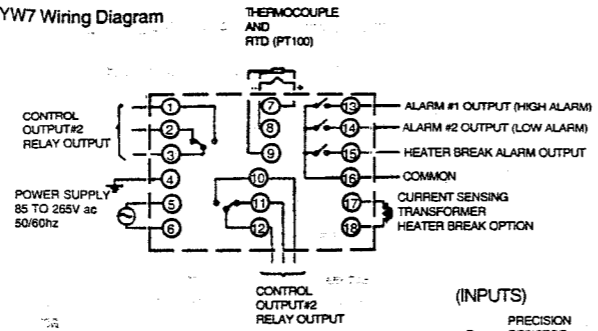 YW7 Wiring Diagram
THERMOCOUPLE
AND
RTD (PT100)
CONTROL
OUTPUT#2
RELAY OUTPUT
POWER SUPPLY
85 TO 265V ac
50/60hz
1
2
3
4
5
6
7
8
9
10
11
12
13
14
15
16
17
18
ALARM #1 OUTPUT (HIGH ALARM)
ALARM #2 OUTPUT (LOW ALARM)
HEATER BREAK ALARM OUTPUT
COMMON
CURRENT SENSING
TRANSFORMER
HEATER BREAK OPTION
CONTROL
OUTPUT#2
RELAY OUTPUT
(INPUTS)
PRECISION